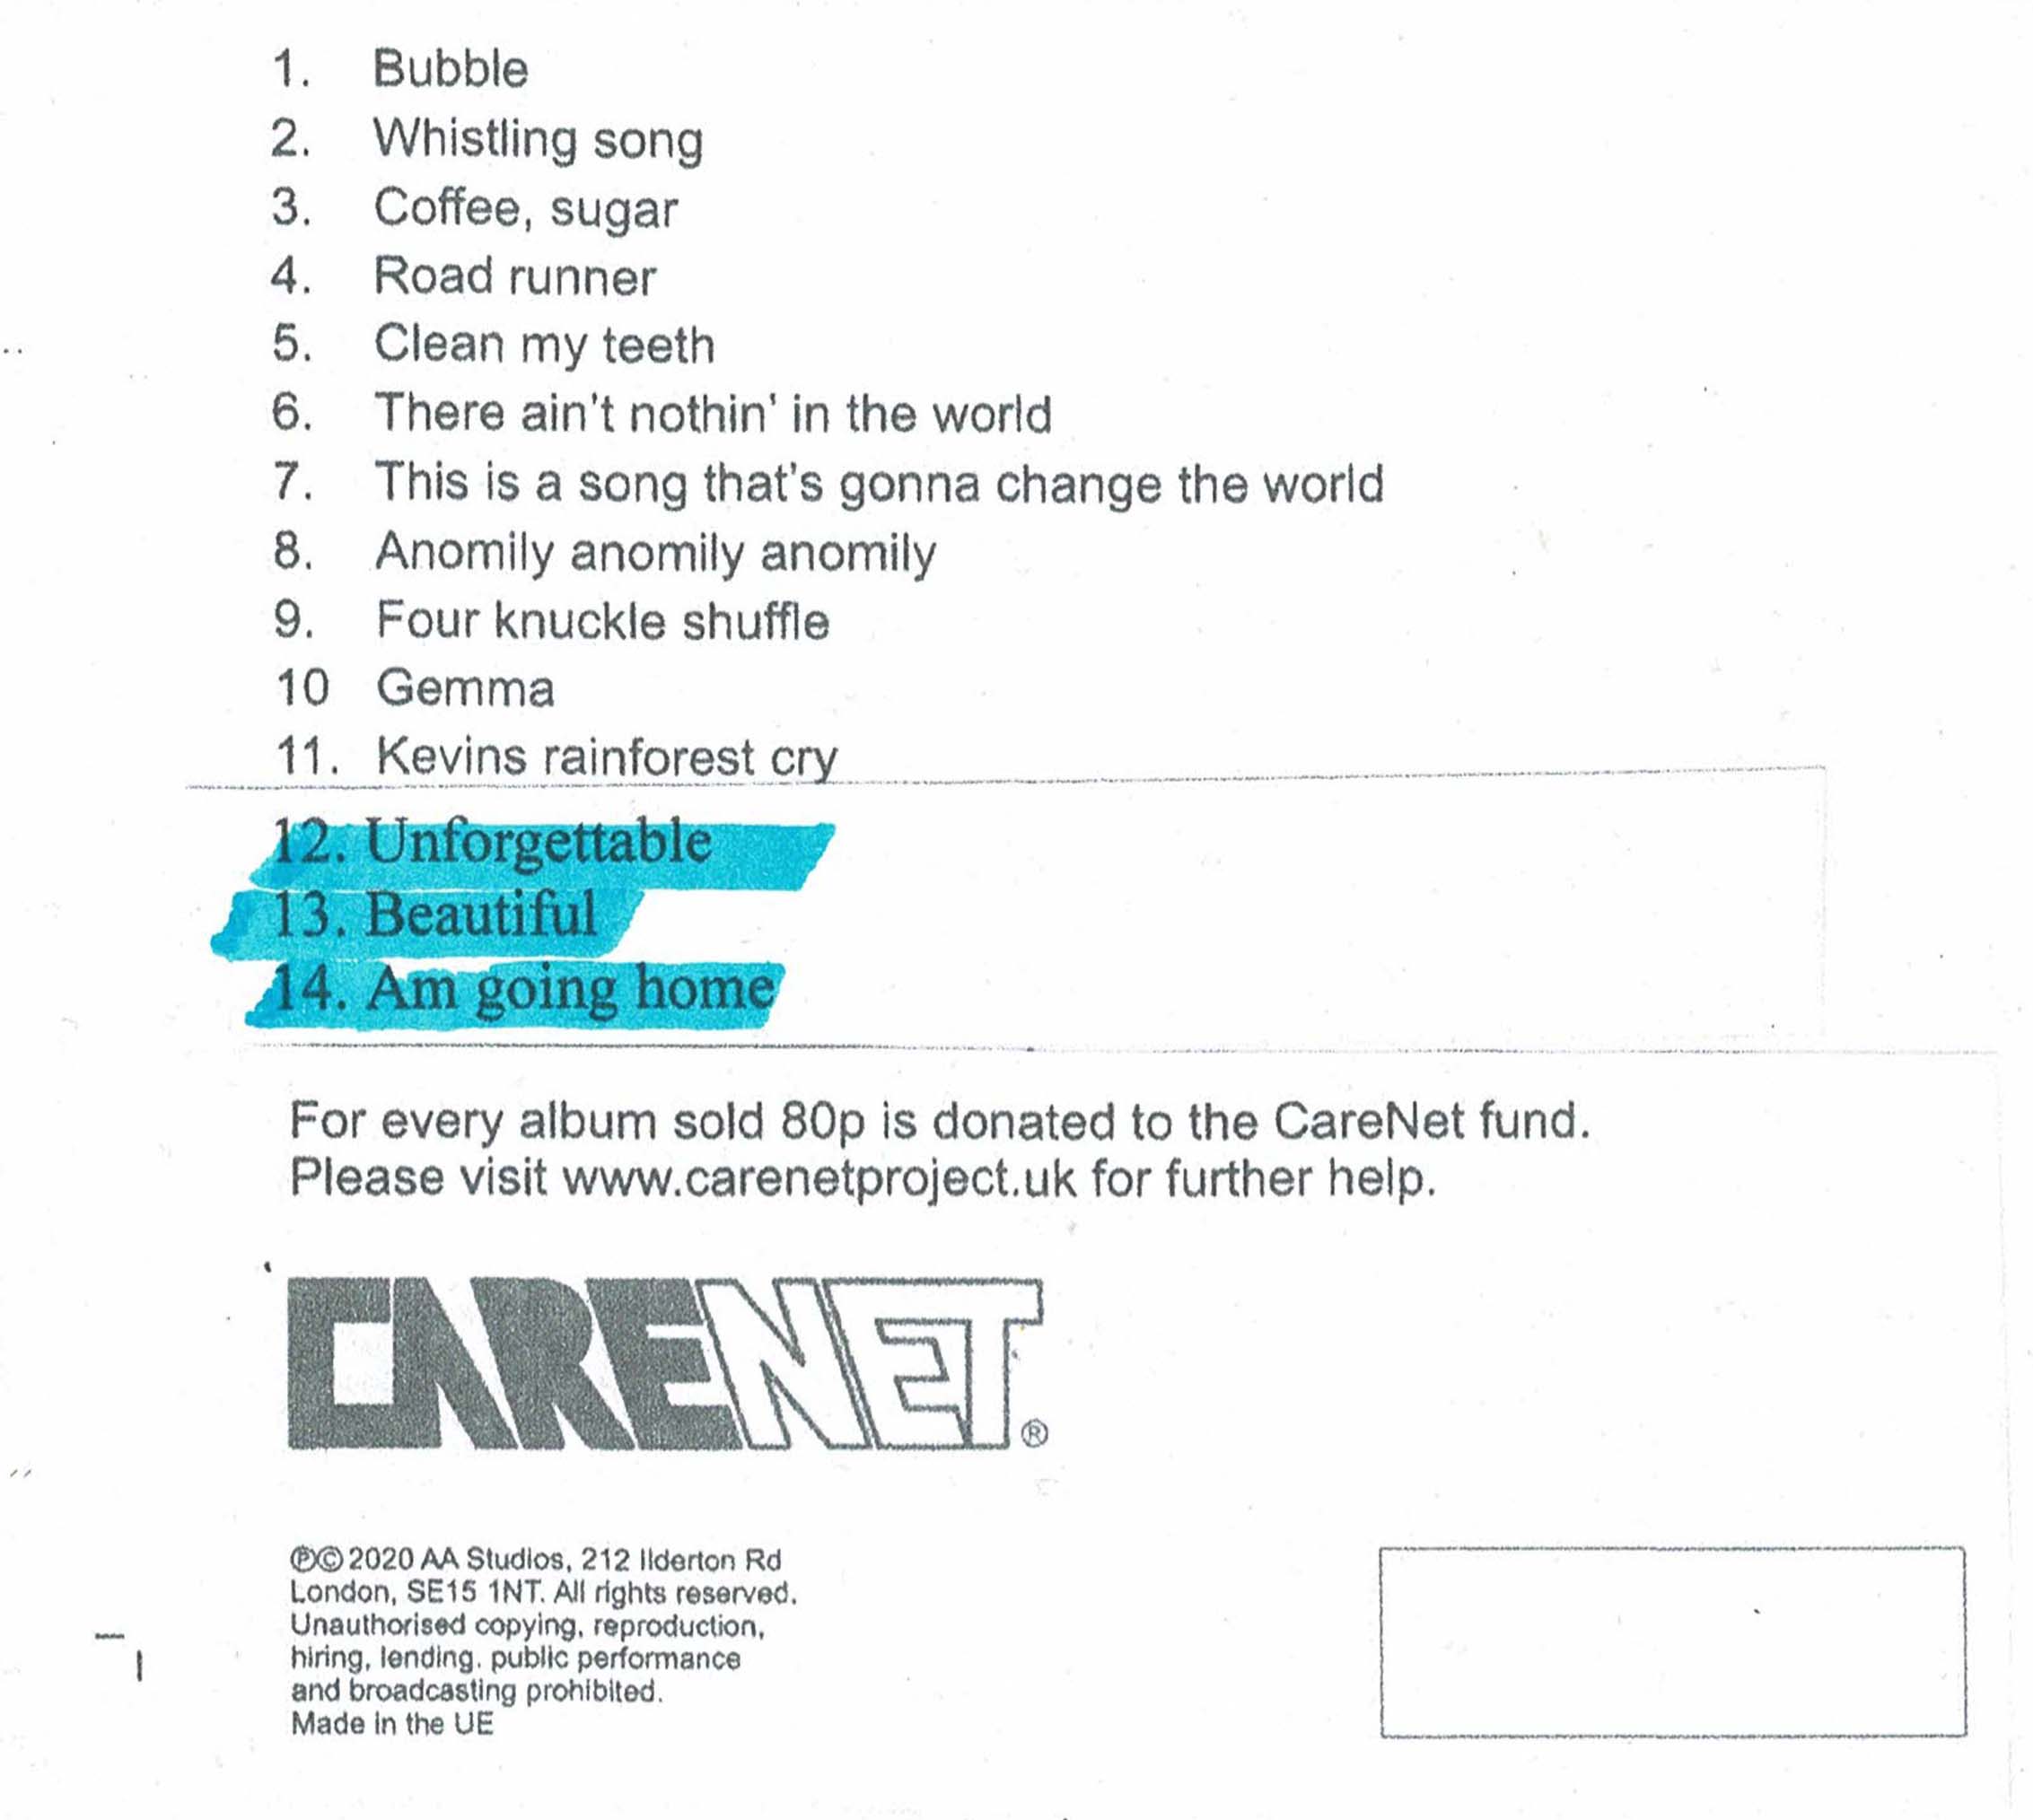 1. Bubble
2. Whistling song
3. Coffee, sugar
4. Road runner
5. Clean my teeth
6. There ain't nothin' in the world
7. This is a song that's gonna change the world
8. Anomily anomily anomily
9. Four knuckle shuffle
10 Gemma
11. Kevins rainforest cry
12. Unforgettable
13. Beautiful
14. Am going home
For every album sold 80p is donated to the CareNet fund.
Please visit www.carenetproject.uk for further help.
CARENET®
℗© 2020 AA Studios, 212 Ilderton Rd
London, SE15 1NT. All rights reserved.
Unauthorised copying, reproduction,
hiring, lending. public performance
and broadcasting prohibited.
Made in the UE